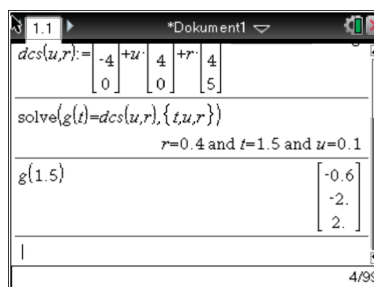 1.1 *Dokument1
dcs(u,r):= [-4 0] +u· [4 0] +r· [4 5]
solve(g(t)=dcs(u,r),{t,u,r})
r=0.4 and t=1.5 and u=0.1
g(1.5) [-0.6 -2. 2.]
4/99